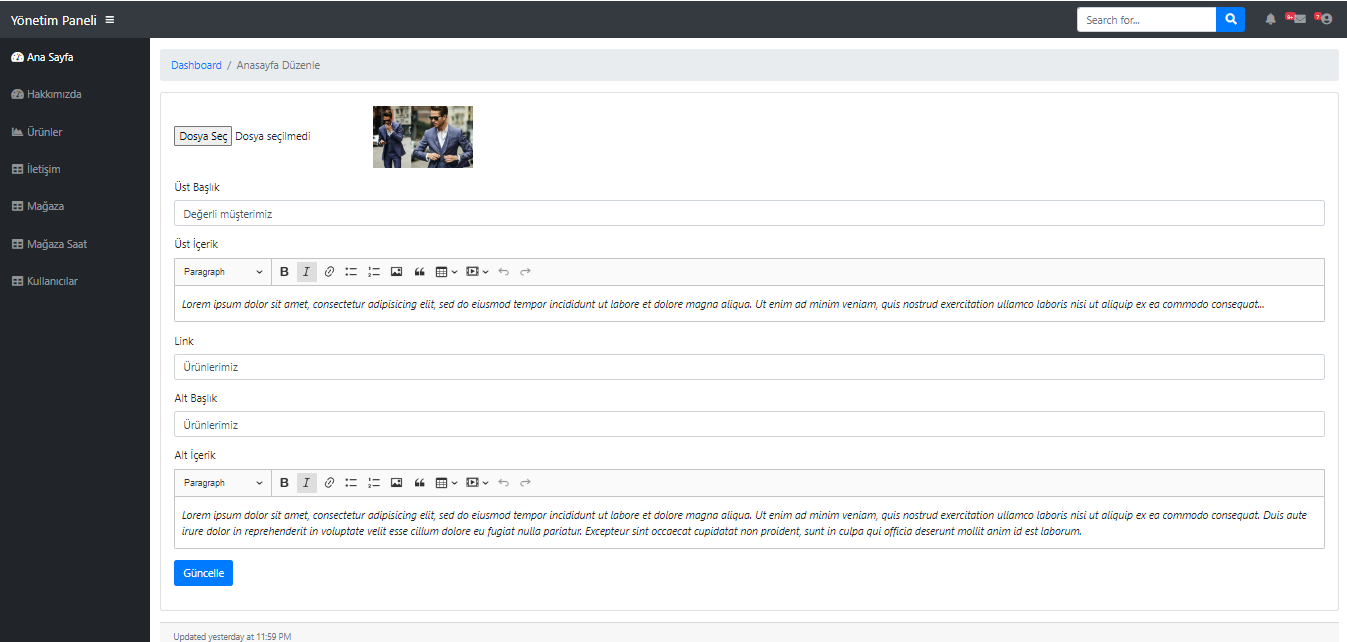 Yönetim Paneli
Search for...
9+
7
Ana Sayfa
Hakkımızda
Ürünler
İletişim
Mağaza
Mağaza Saat
Kullanıcılar
Dashboard / Anasayfa Düzenle
Dosya Seç Dosya seçilmedi
Üst Başlık
Değerli müşterimiz
Üst İçerik
Paragraph B I
Lorem ipsum dolor sit amet, consectetur adipisicing elit, sed do eiusmod tempor incididunt ut labore et dolore magna aliqua. Ut enim ad minim veniam, quis nostrud exercitation ullamco laboris nisi ut aliquip ex ea commodo consequat...
Link
Ürünlerimiz
Alt Başlık
Ürünlerimiz
Alt İçerik
Paragraph B I
Lorem ipsum dolor sit amet, consectetur adipisicing elit, sed do eiusmod tempor incididunt ut labore et dolore magna aliqua. Ut enim ad minim veniam, quis nostrud exercitation ullamco laboris nisi ut aliquip ex ea commodo consequat. Duis aute
irure dolor in reprehenderit in voluptate velit esse cillum dolore eu fugiat nulla pariatur. Excepteur sint occaecat cupidatat non proident, sunt in culpa qui officia deserunt mollit anim id est laborum.
Güncelle
Updated yesterday at 11:59 PM